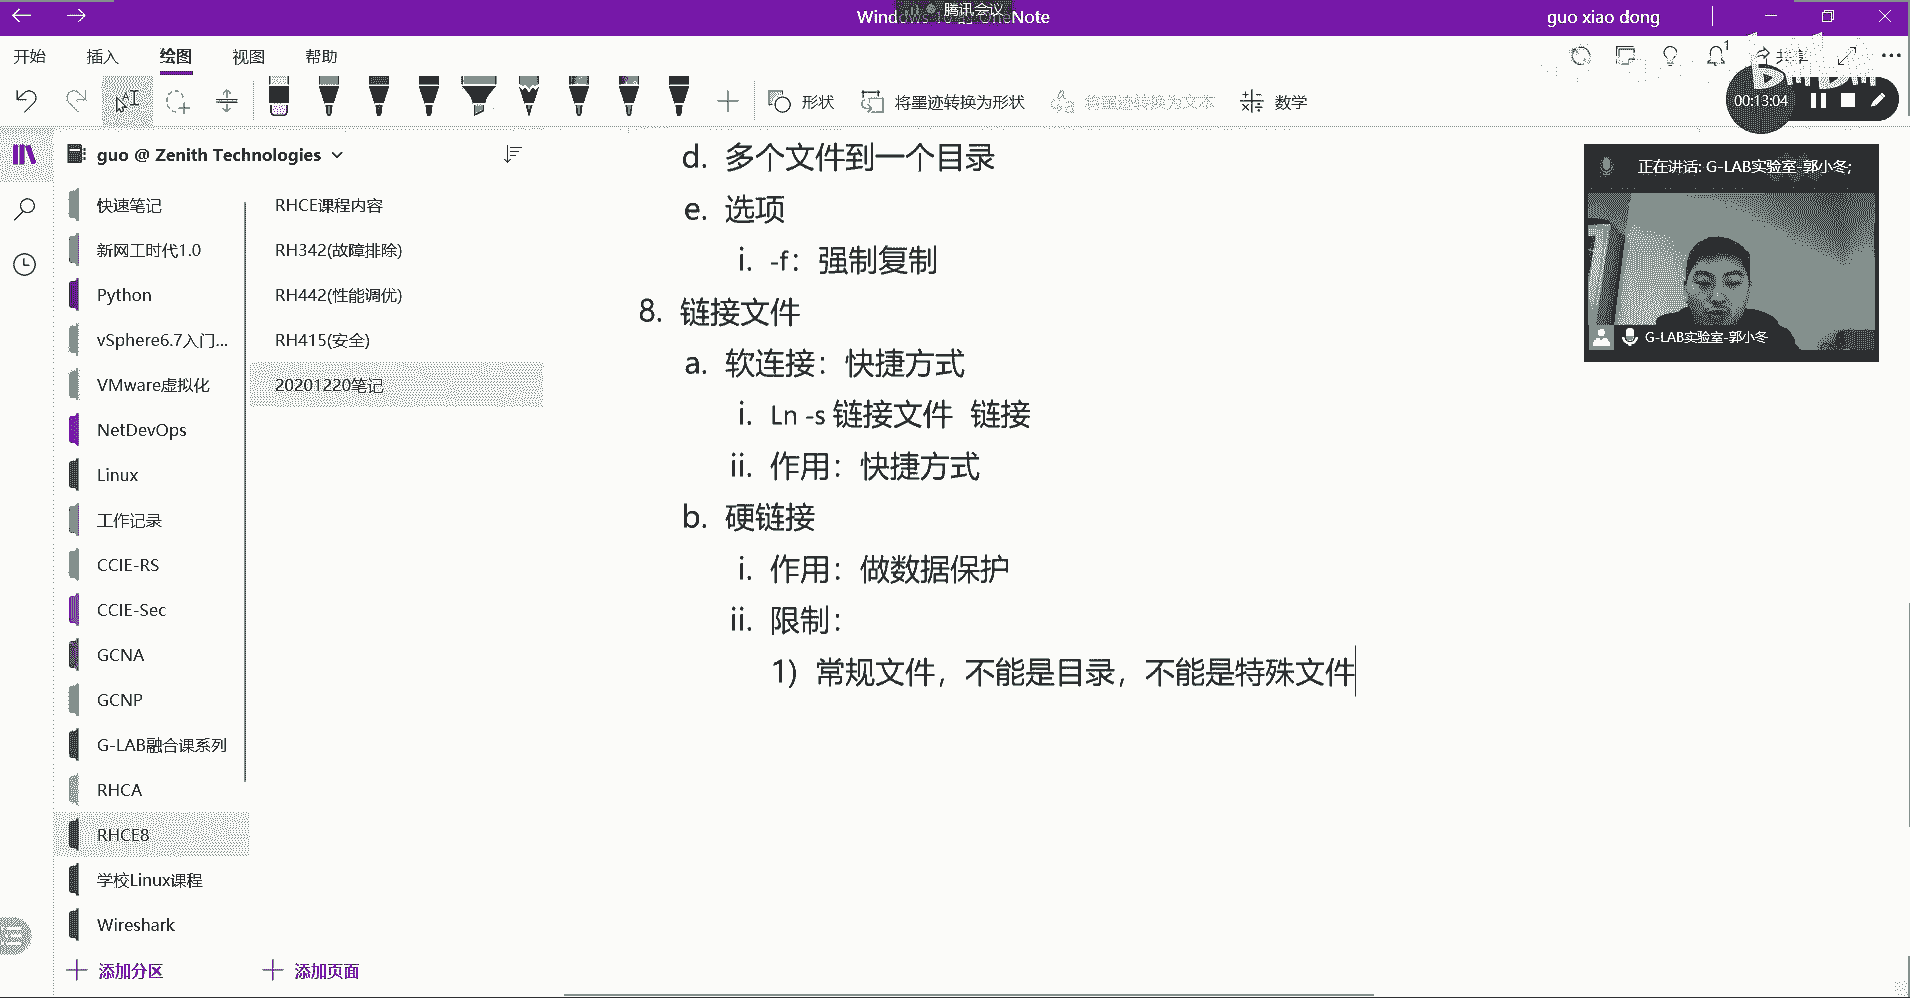 Windows 10 的 OneNote
腾讯会议
guo xiao dong
开始 插入 绘图 视图 帮助
共享
形状 将墨迹转换为形状 将墨迹转换为文本 数学
00:13:04
guo @ Zenith Technologies
快速笔记
新网工时代1.0
Python
vSphere6.7入门...
VMware虚拟化
NetDevOps
Linux
工作记录
CCIE-RS
CCIE-Sec
GCNA
GCNP
G-LAB融合课系列
RHCA
RHCE8
学校Linux课程
Wireshark
添加分区
RHCE课程内容
RH342(故障排除)
RH442(性能调优)
RH415(安全)
20201220笔记
添加页面
d. 多个文件到一个目录
e. 选项
i. -f：强制复制
8. 链接文件
a. 软连接：快捷方式
i. Ln -s 链接文件 链接
ii. 作用：快捷方式
b. 硬链接
i. 作用：做数据保护
ii. 限制：
1) 常规文件，不能是目录，不能是特殊文件
正在讲话: G-LAB实验室-郭小冬;
G-LAB实验室-郭小冬